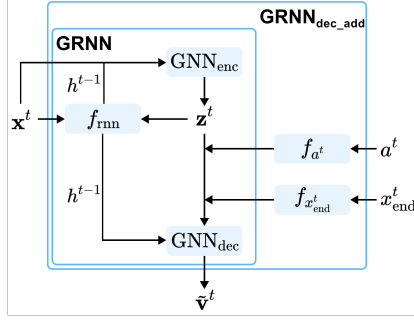 GRNN_dec_add
GRNN
GNN_enc
h^{t-1}
x^t
f_rnn
z^t
f_{a^t}
a^t
h^{t-1}
f_{x^t_end}
x^t_end
GNN_dec
ṽ^t